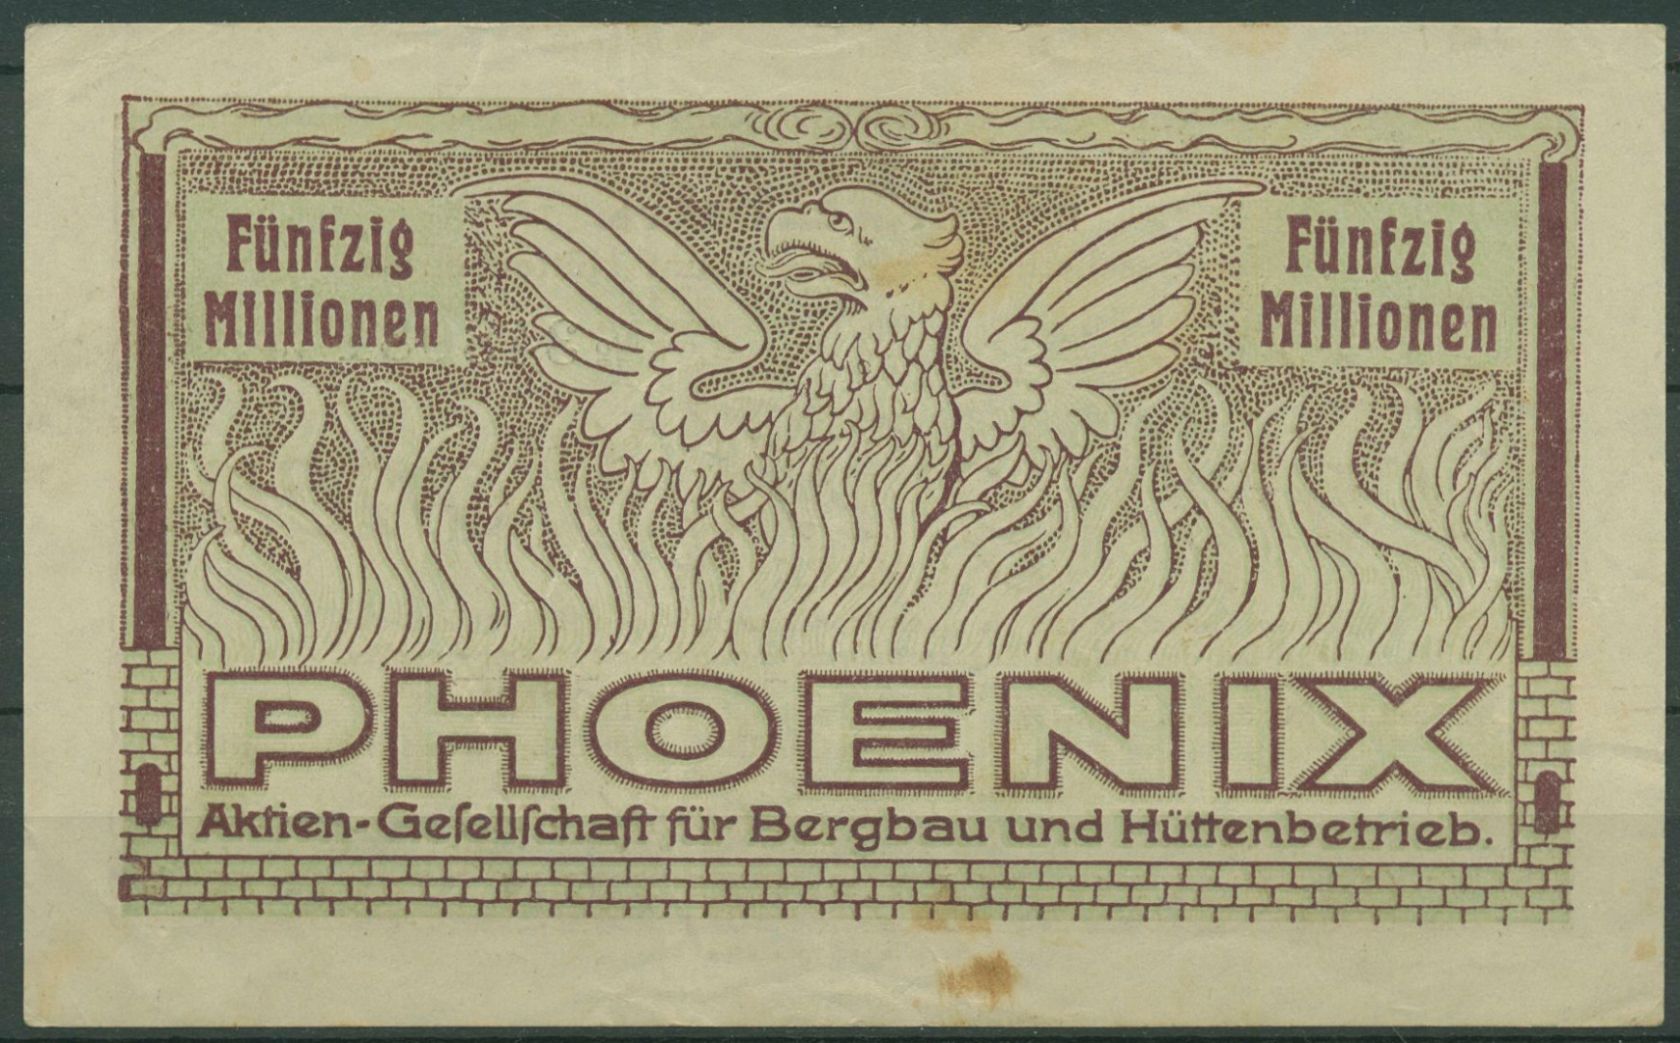 Fünfzig
Millionen
Fünfzig
Millionen
PHOENIX
Aktien-Geſellſchaft für Bergbau und Hüttenbetrieb.